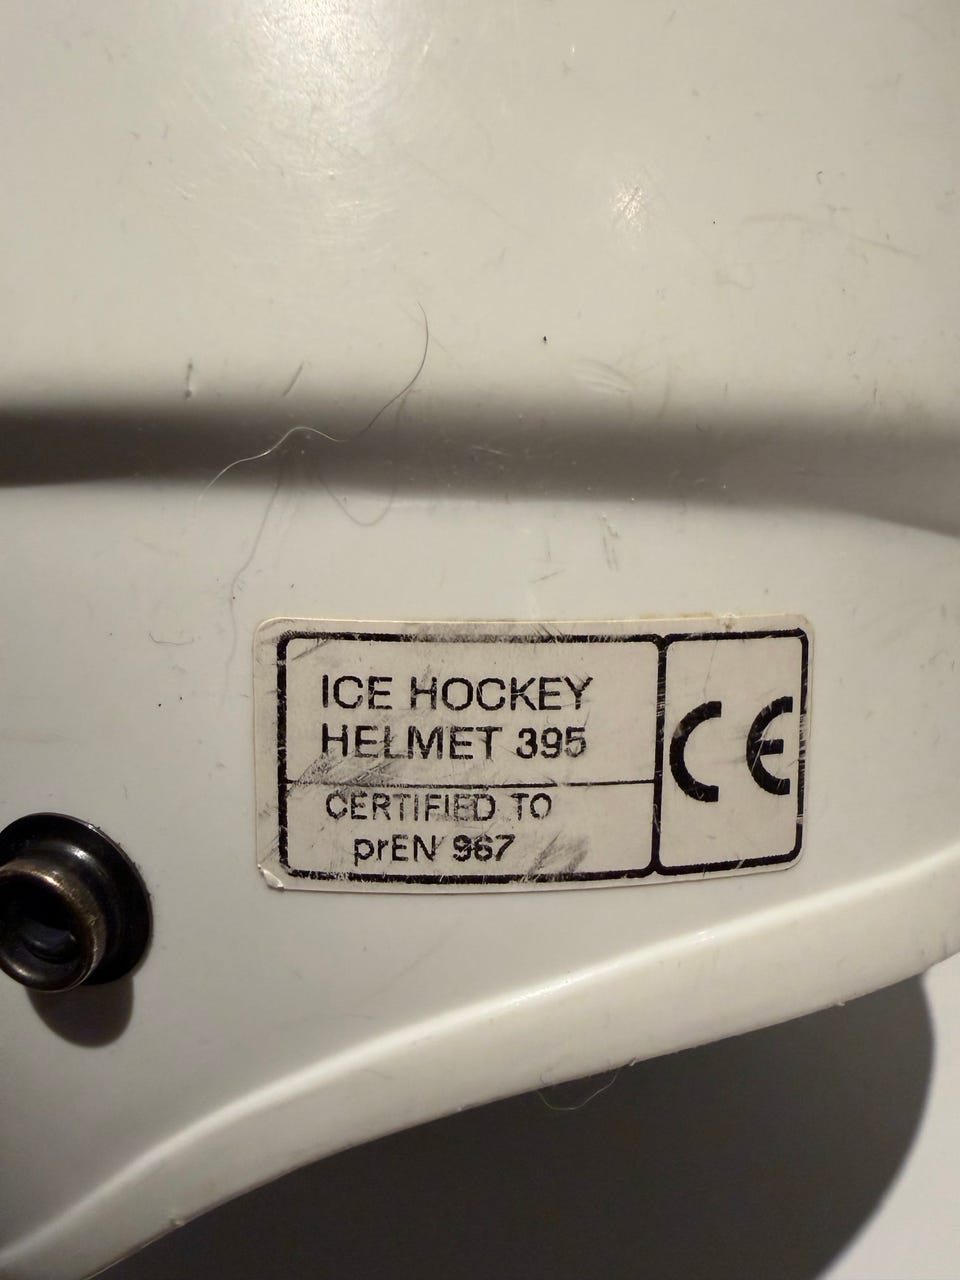 ICE HOCKEY
HELMET 395
CERTIFIED TO
prEN 967
CE